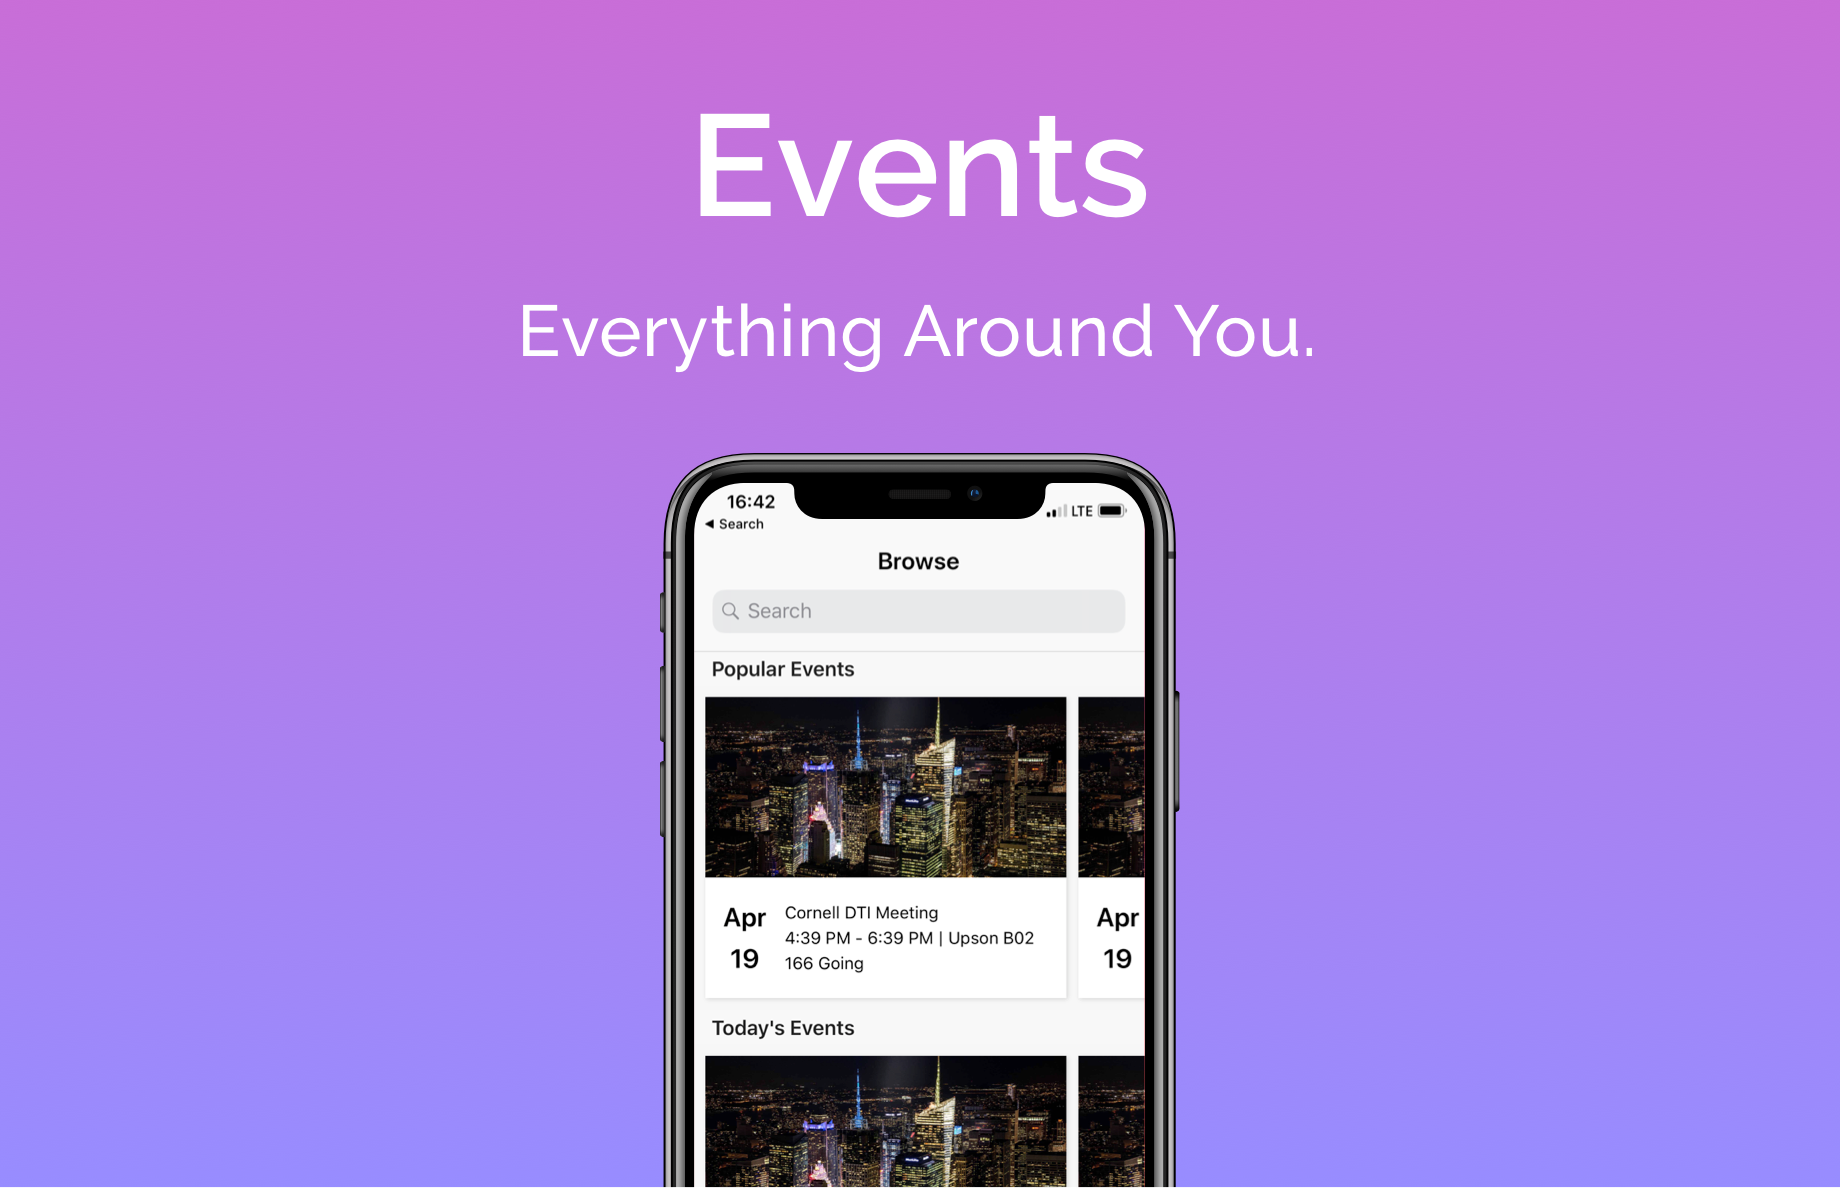 Events
Everything Around You.
16:42
LTE
◀ Search
Browse
Search
Popular Events
Apr
19
Cornell DTI Meeting
4:39 PM - 6:39 PM | Upson B02
166 Going
Apr
19
Today's Events